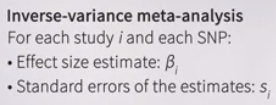 Inverse-variance meta-analysis
For each study i and each SNP:
• Effect size estimate: βᵢ
• Standard errors of the estimates: sᵢ